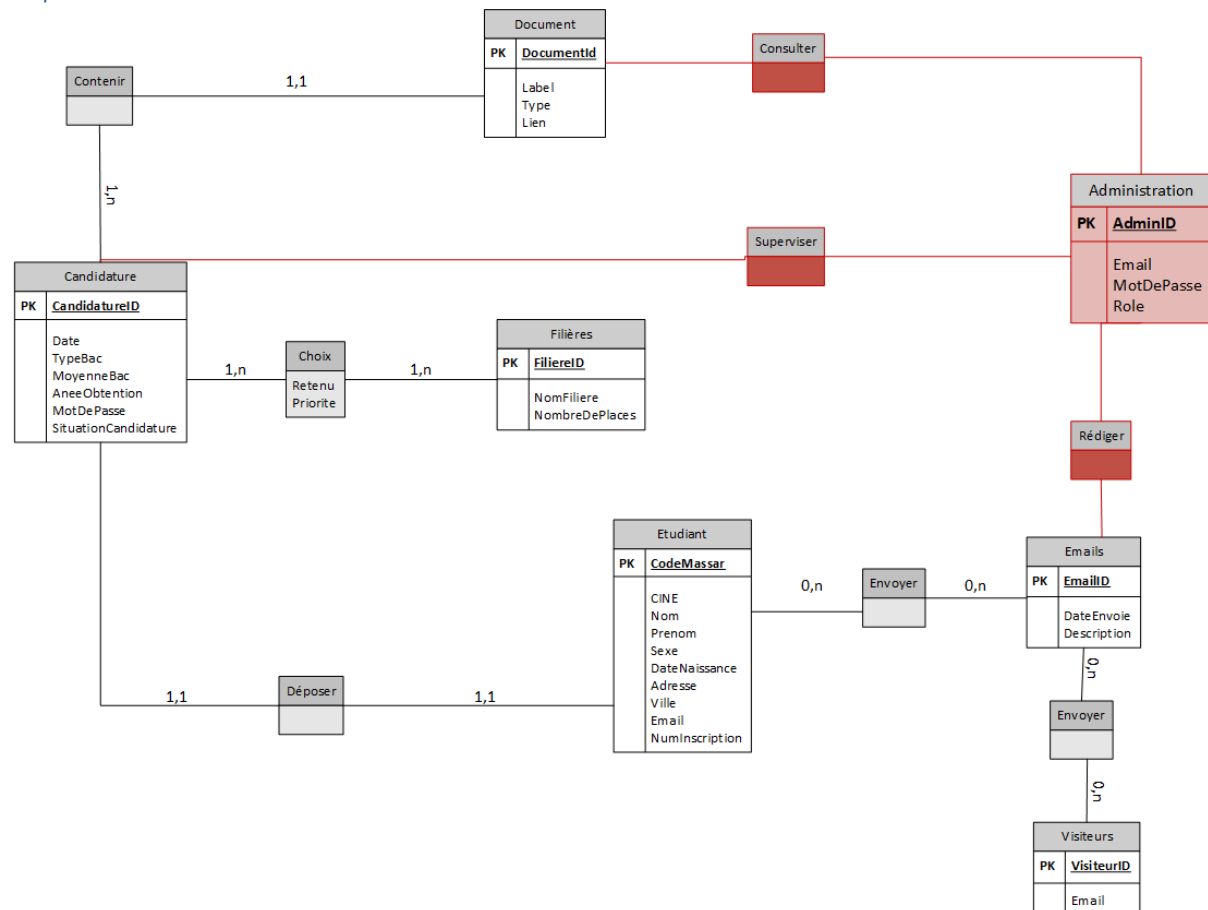 Document
PK DocumentId
Label
Type
Lien
Consulter
Contenir
1,1
1,n
Administration
PK AdminID
Email
MotDePasse
Role
Superviser
Candidature
PK CandidatureID
Date
TypeBac
MoyenneBac
AneeObtention
MotDePasse
SituationCandidature
1,n
Choix
Retenu
Priorite
1,n
Filières
PK FiliereID
NomFiliere
NombreDePlaces
Rédiger
Etudiant
PK CodeMassar
CINE
Nom
Prenom
Sexe
DateNaissance
Adresse
Ville
Email
NumInscription
0,n
Envoyer
0,n
Emails
PK EmailID
DateEnvoie
Description
1,1
Déposer
1,1
0,n
Envoyer
0,n
Visiteurs
PK VisiteurID
Email